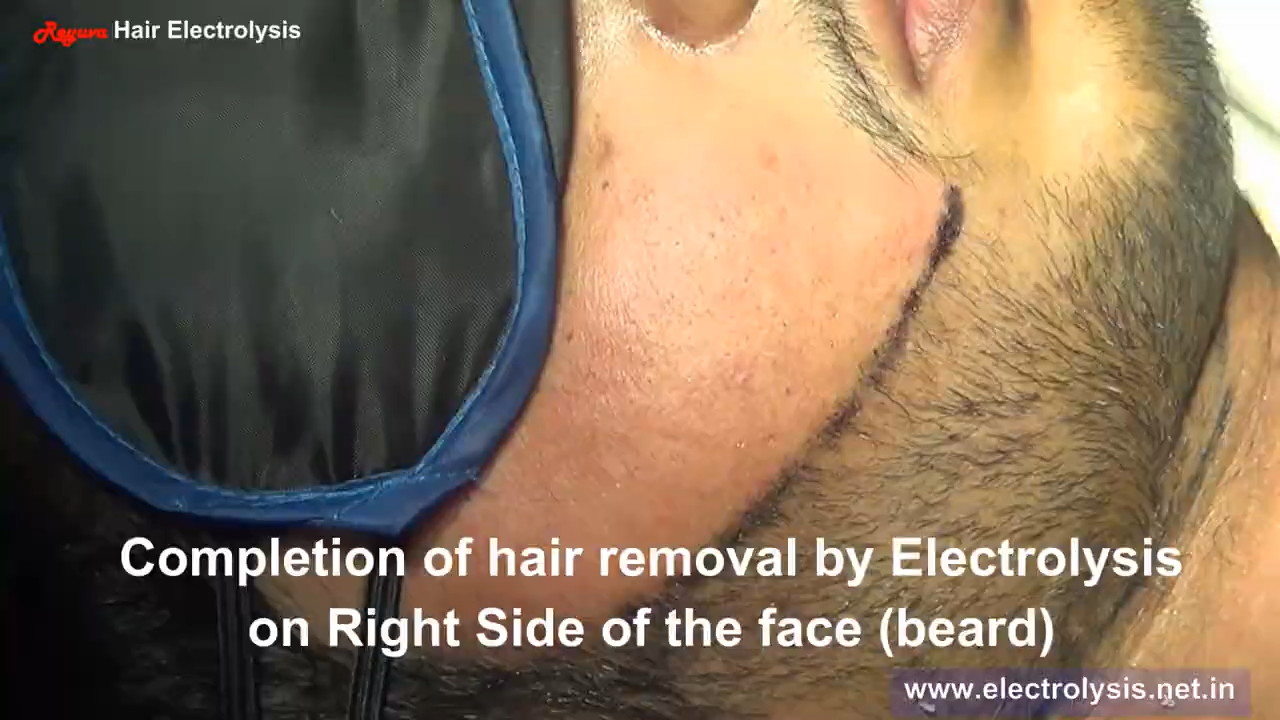 Reyuva Hair Electrolysis
Completion of hair removal by Electrolysis
on Right Side of the face (beard)
www.electrolysis.net.in